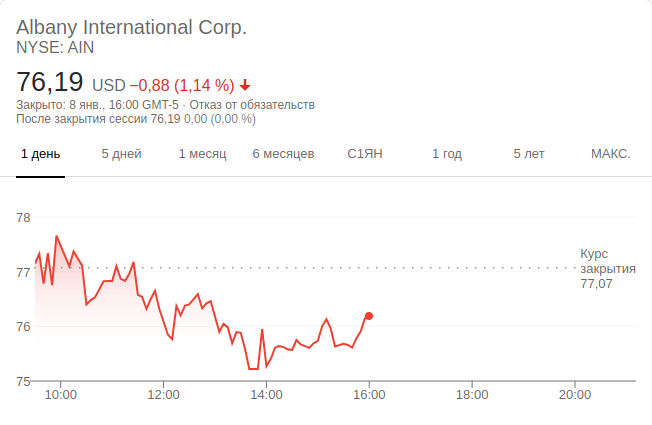 Albany International Corp.
NYSE: AIN
76,19 USD −0,88 (1,14 %)
Закрыто: 8 янв., 16:00 GMT-5 · Отказ от обязательств
После закрытия сессии 76,19 0,00 (0,00 %)
1 день 5 дней 1 месяц 6 месяцев С1ЯН 1 год 5 лет МАКС.
78
Курс
77 закрытия
77,07
76
75
10:00 12:00 14:00 16:00 18:00 20:00